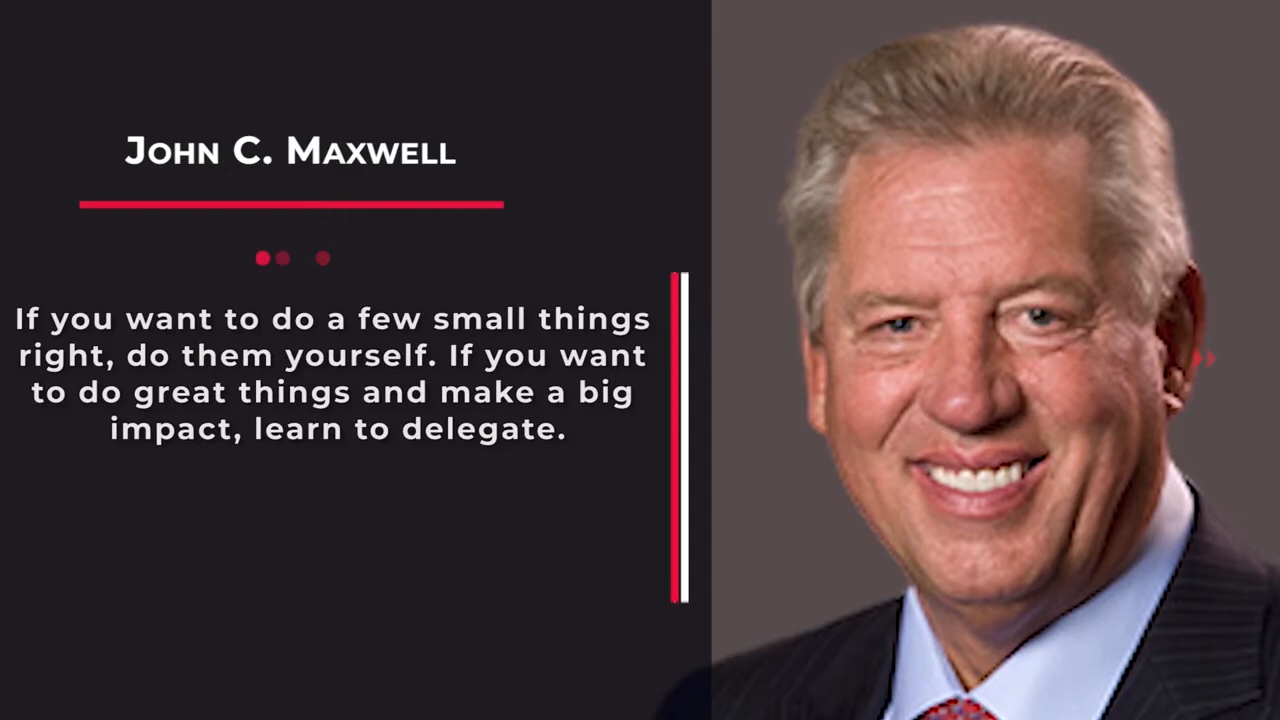 John C. Maxwell
If you want to do a few small things
right, do them yourself. If you want
to do great things and make a big
impact, learn to delegate.